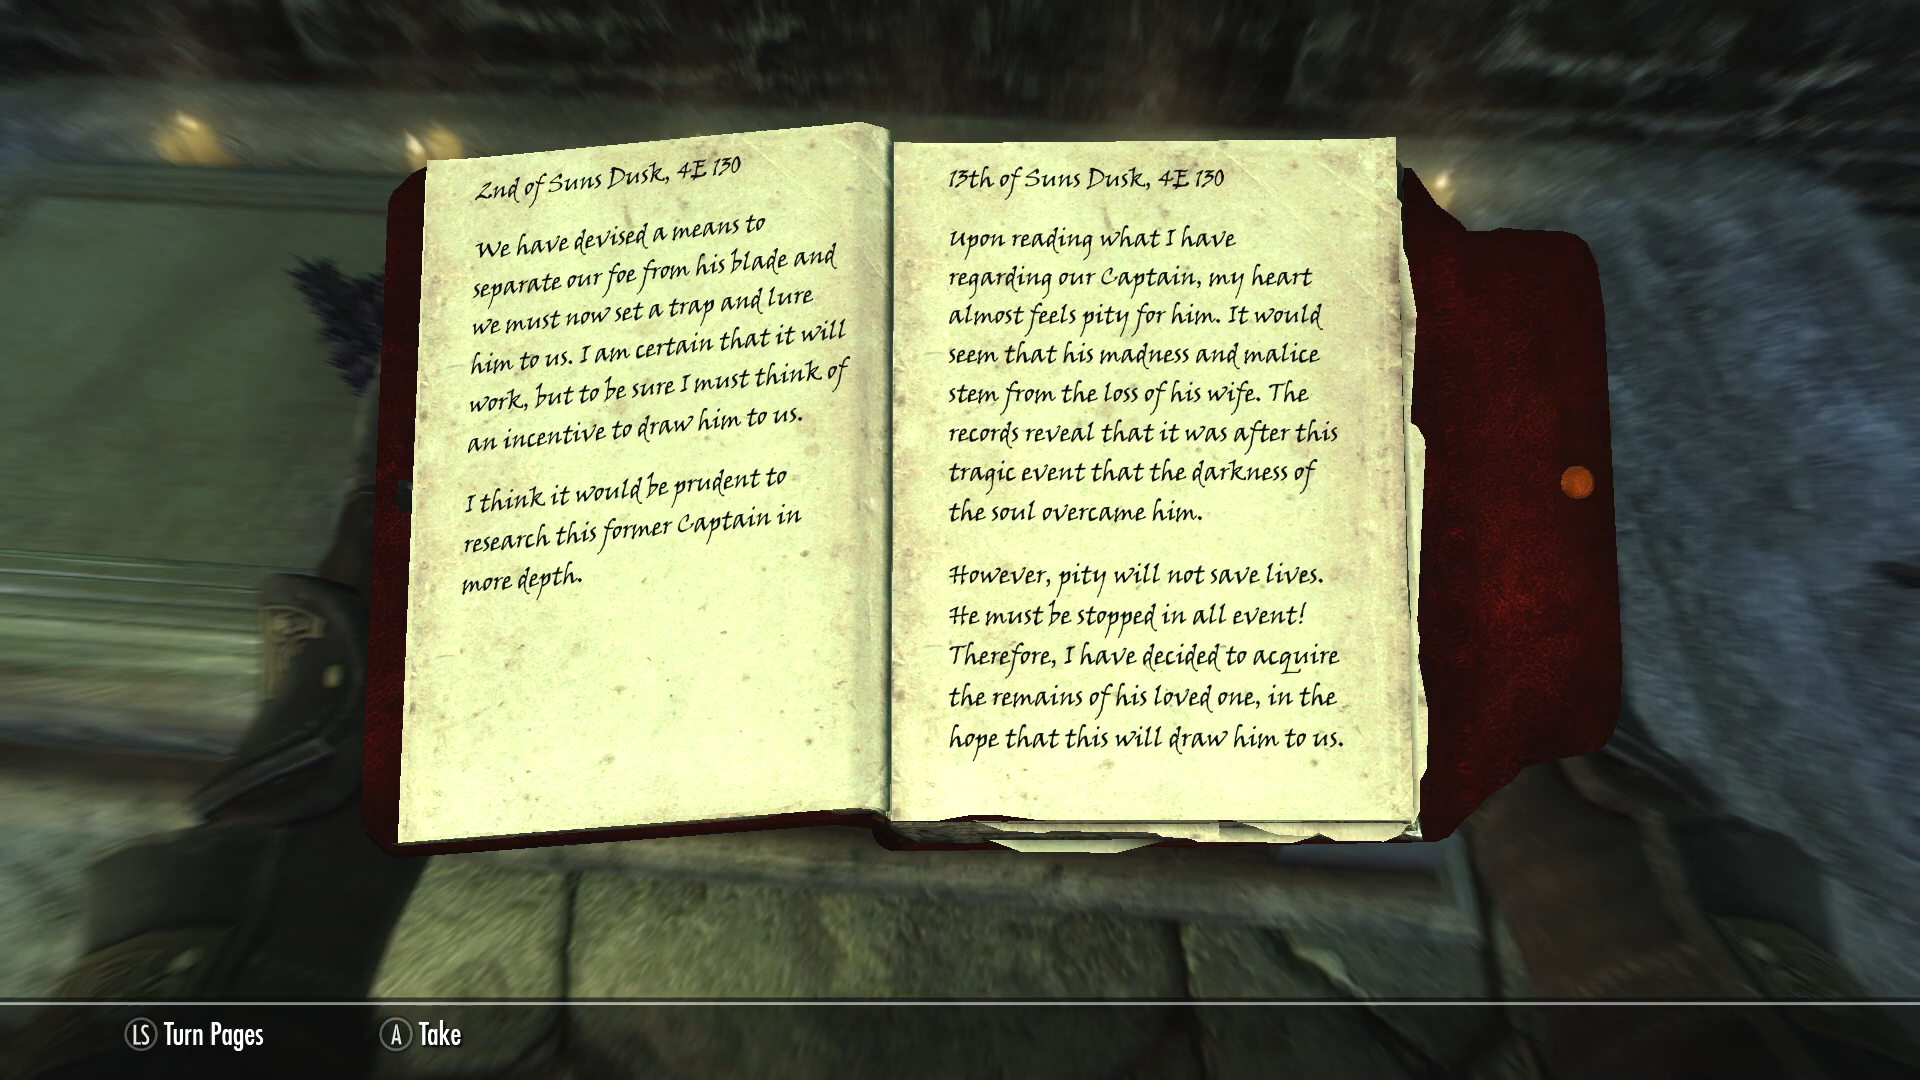 2nd of Suns Dusk, 4E 130
We have devised a means to
separate our foe from his blade and
we must now set a trap and lure
him to us. I am certain that it will
work, but to be sure I must think of
an incentive to draw him to us.
I think it would be prudent to
research this former Captain in
more depth.
13th of Suns Dusk, 4E 130
Upon reading what I have
regarding our Captain, my heart
almost feels pity for him. It would
seem that his madness and malice
stem from the loss of his wife. The
records reveal that it was after this
tragic event that the darkness of
the soul overcame him.
However, pity will not save lives.
He must be stopped in all event!
Therefore, I have decided to acquire
the remains of his loved one, in the
hope that this will draw him to us.
LS Turn Pages
A Take